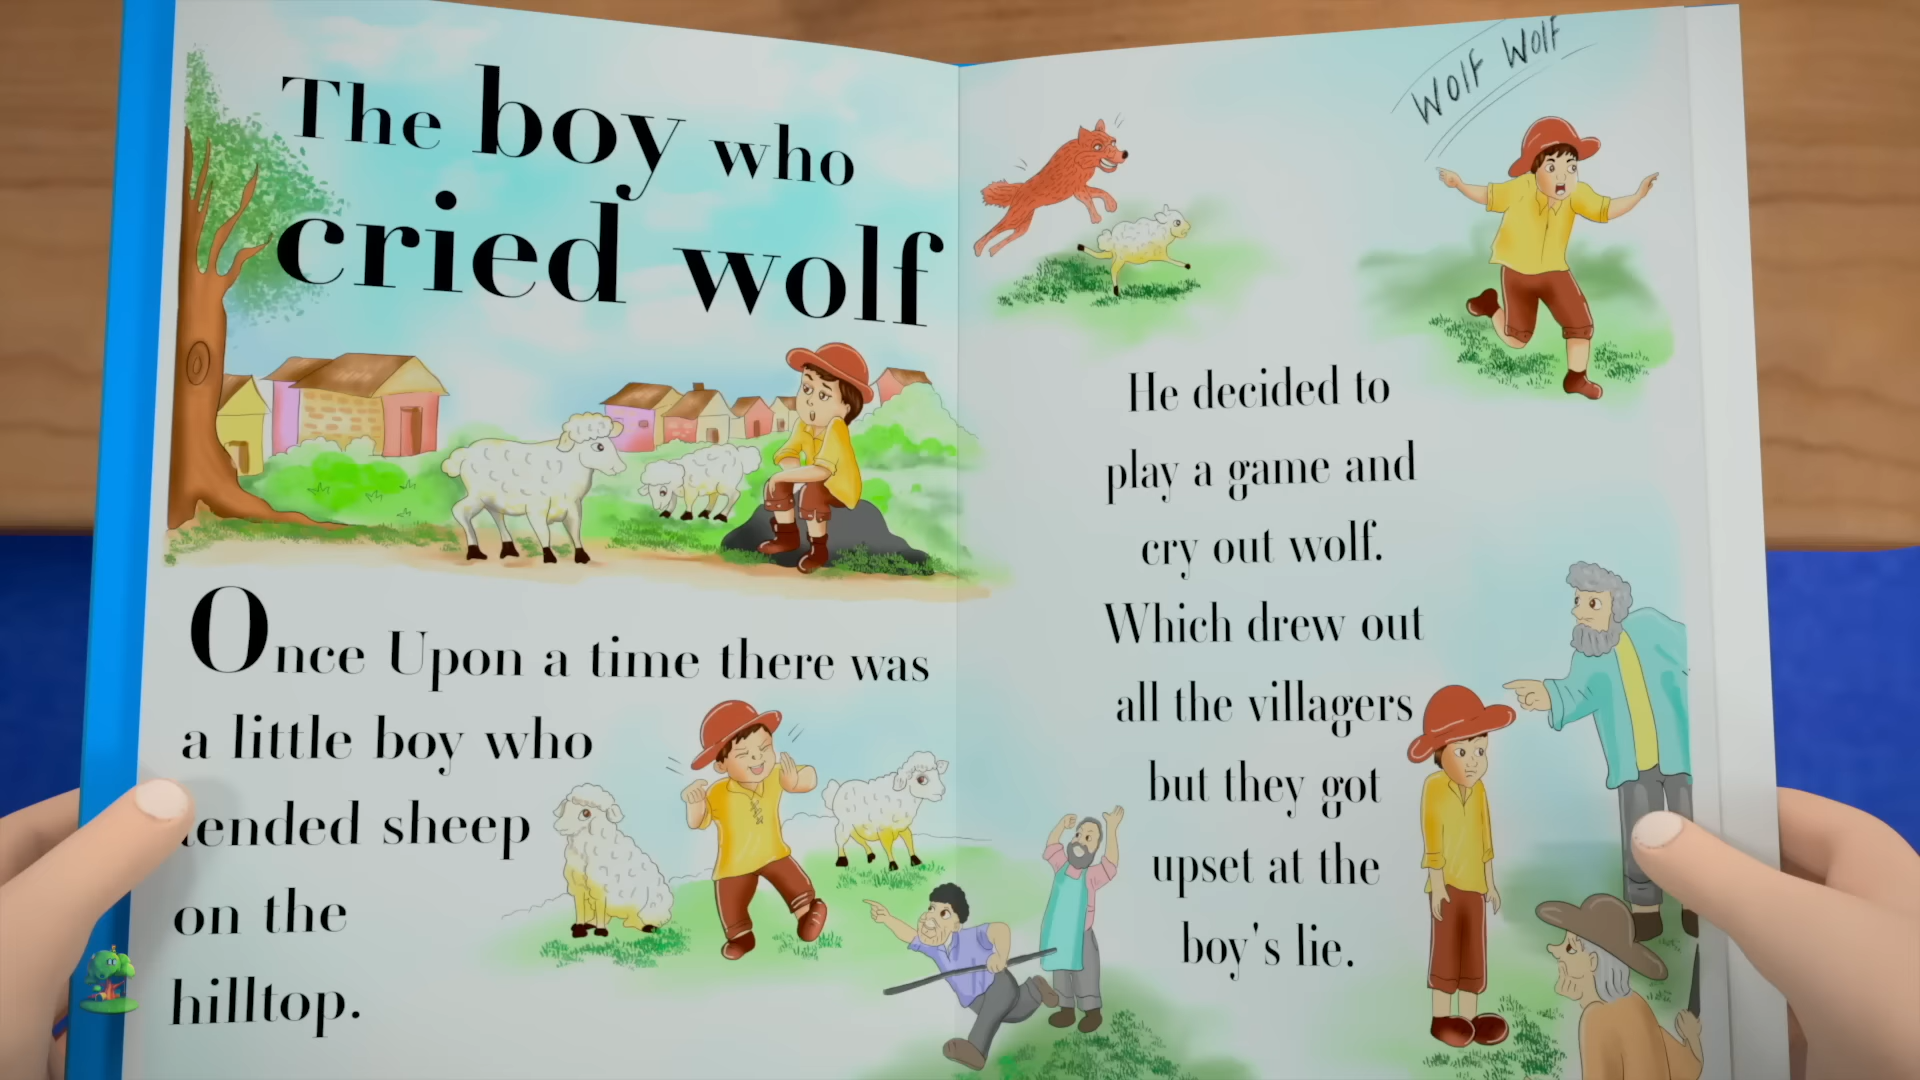 The boy who
cried wolf
Once Upon a time there was
a little boy who
tended sheep
on the
hilltop.
WOLF WOLF
He decided to
play a game and
cry out wolf.
Which drew out
all the villagers
but they got
upset at the
boy's lie.